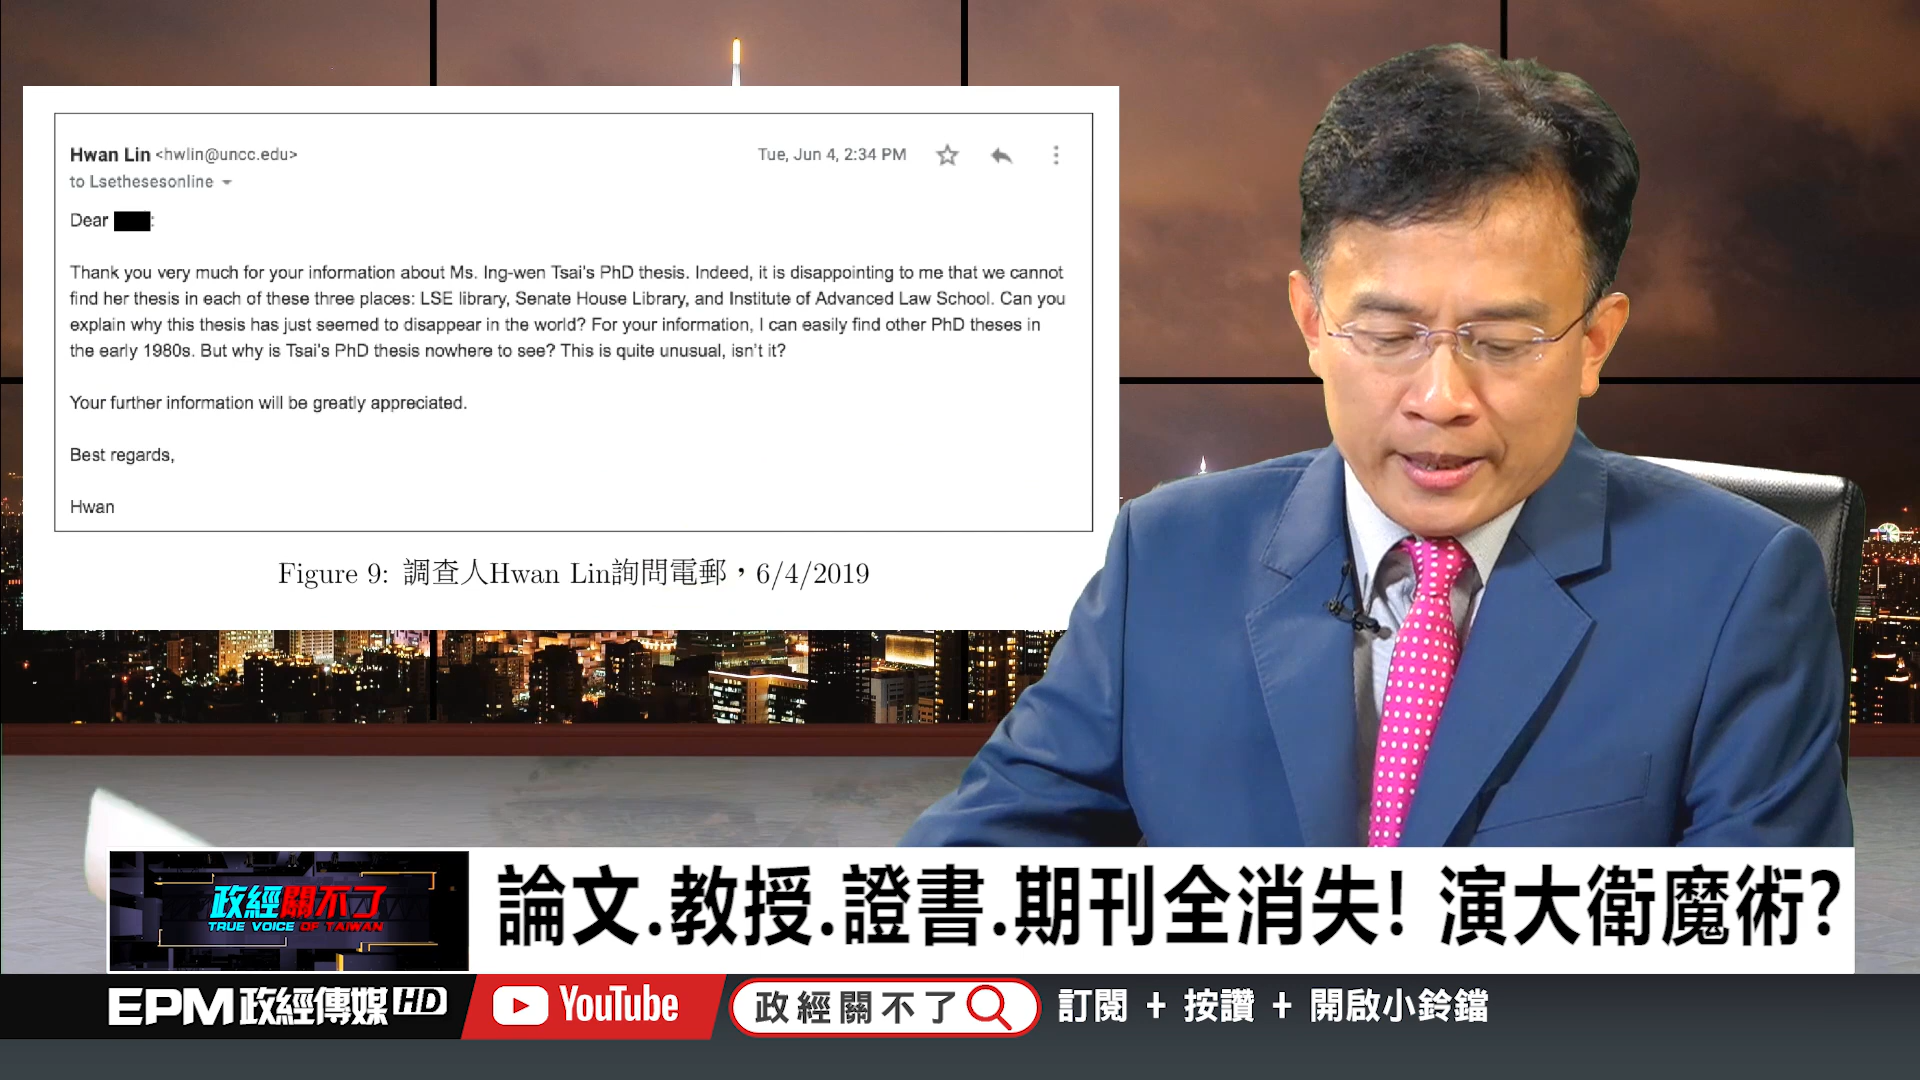 Hwan Lin <hwlin@uncc.edu>
Tue, Jun 4, 2:34 PM
to Lsethesesonline
Dear :
Thank you very much for your information about Ms. Ing-wen Tsai's PhD thesis. Indeed, it is disappointing to me that we cannot
find her thesis in each of these three places: LSE library, Senate House Library, and Institute of Advanced Law School. Can you
explain why this thesis has just seemed to disappear in the world? For your information, I can easily find other PhD theses in
the early 1980s. But why is Tsai's PhD thesis nowhere to see? This is quite unusual, isn't it?
Your further information will be greatly appreciated.
Best regards,
Hwan
Figure 9: 調查人Hwan Lin詢問電郵，6/4/2019
政經關不了
TRUE VOICE OF TAIWAN
論文.教授.證書.期刊全消失! 演大衛魔術?
EPM政經傳媒HD
YouTube
政經關不了
訂閱 + 按讚 + 開啟小鈴鐺